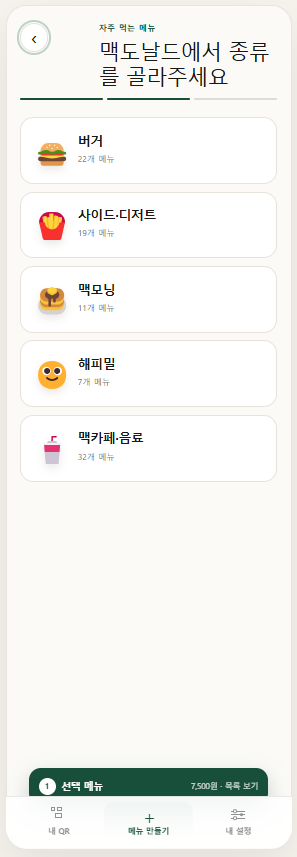 ‹
자주 먹는 메뉴
맥도날드에서 종류
를 골라주세요
버거
22개 메뉴
사이드·디저트
19개 메뉴
맥모닝
11개 메뉴
해피밀
7개 메뉴
맥카페·음료
32개 메뉴
1 선택 메뉴 7,500원 · 목록 보기
내 QR
+
메뉴 만들기
내 설정